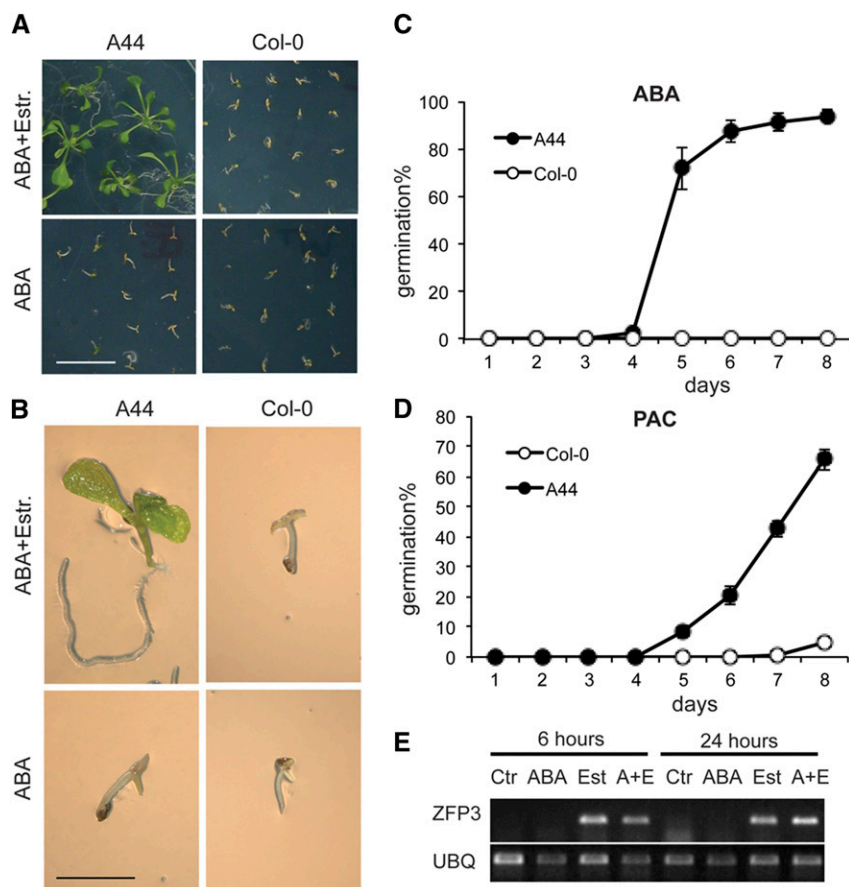 A
A44 Col-0
ABA+Estr.
ABA
B
A44 Col-0
ABA+Estr.
ABA
C
ABA
A44
Col-0
germination%
100
80
60
40
20
0
1 2 3 4 5 6 7 8
days
D
PAC
Col-0
A44
germination%
80
70
60
50
40
30
20
10
0
1 2 3 4 5 6 7 8
days
E
6 hours 24 hours
Ctr ABA Est A+E Ctr ABA Est A+E
ZFP3
UBQ